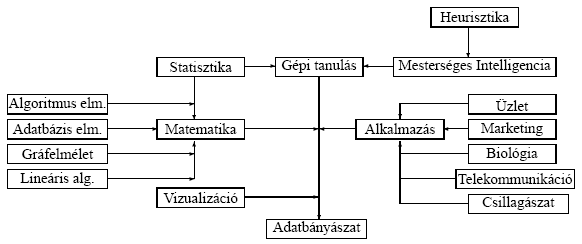 Heurisztika
Statisztika
Gépi tanulás
Mesterséges Intelligencia
Algoritmus elm.
Adatbázis elm.
Gráfelmélet
Lineáris alg.
Matematika
Alkalmazás
Üzlet
Marketing
Biológia
Telekommunikáció
Csillagászat
Vizualizáció
Adatbányászat